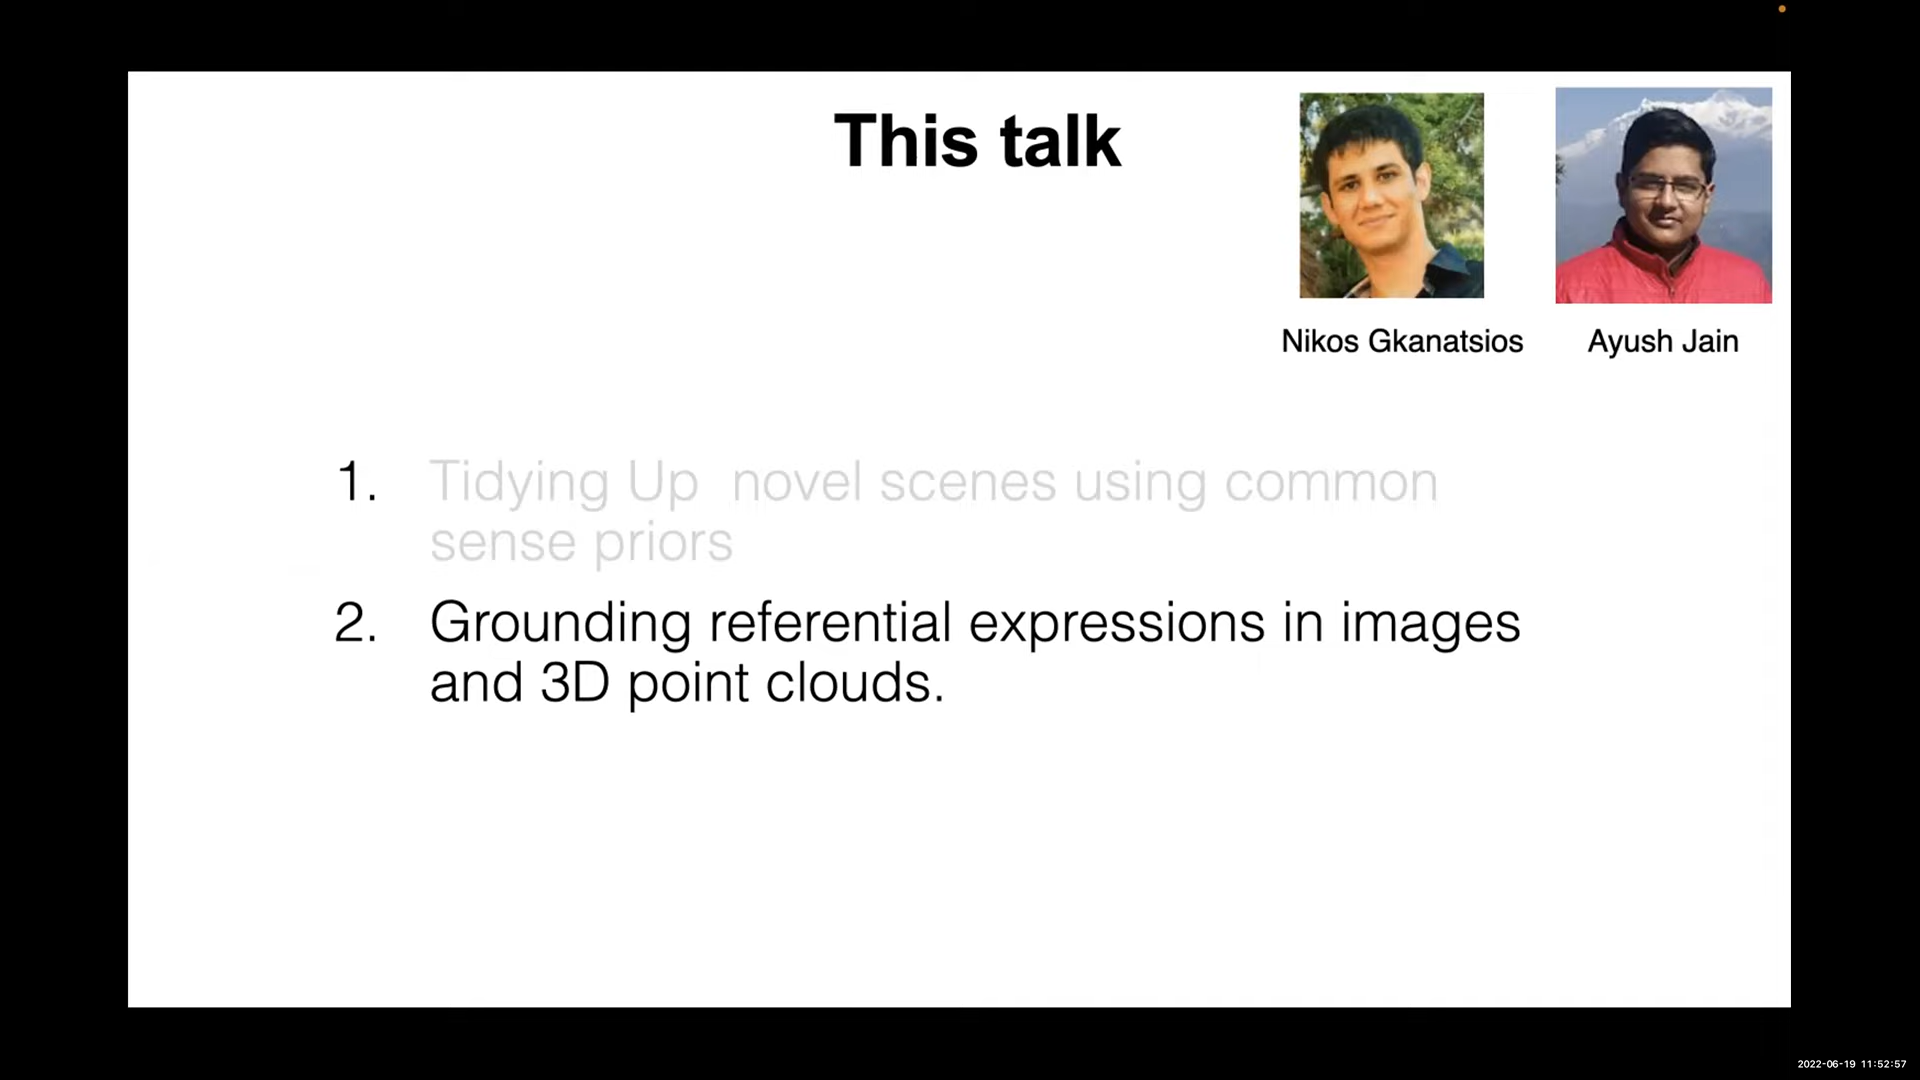 This talk
Nikos Gkanatsios
Ayush Jain
1. Tidying Up novel scenes using common
sense priors
2. Grounding referential expressions in images
and 3D point clouds.
2022-06-19 11:52:57